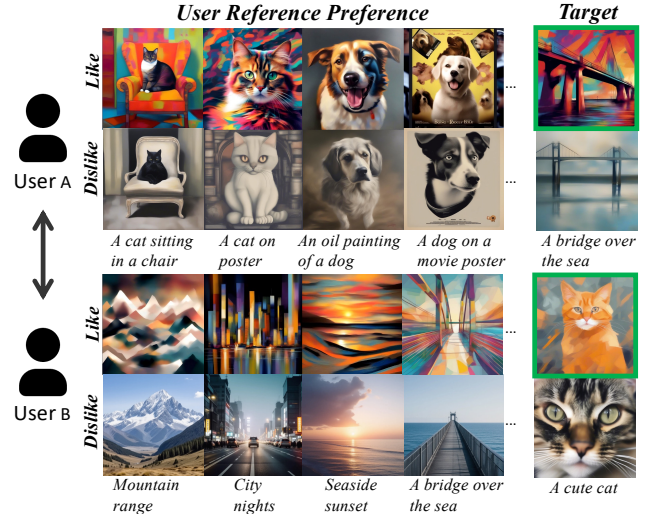 User Reference Preference
Target
Like
Dislike
User A
...
...
A cat sitting
in a chair
A cat on
poster
An oil painting
of a dog
A dog on a
movie poster
A bridge over
the sea
Like
Dislike
User B
...
...
Mountain
range
City
nights
Seaside
sunset
A bridge over
the sea
A cute cat